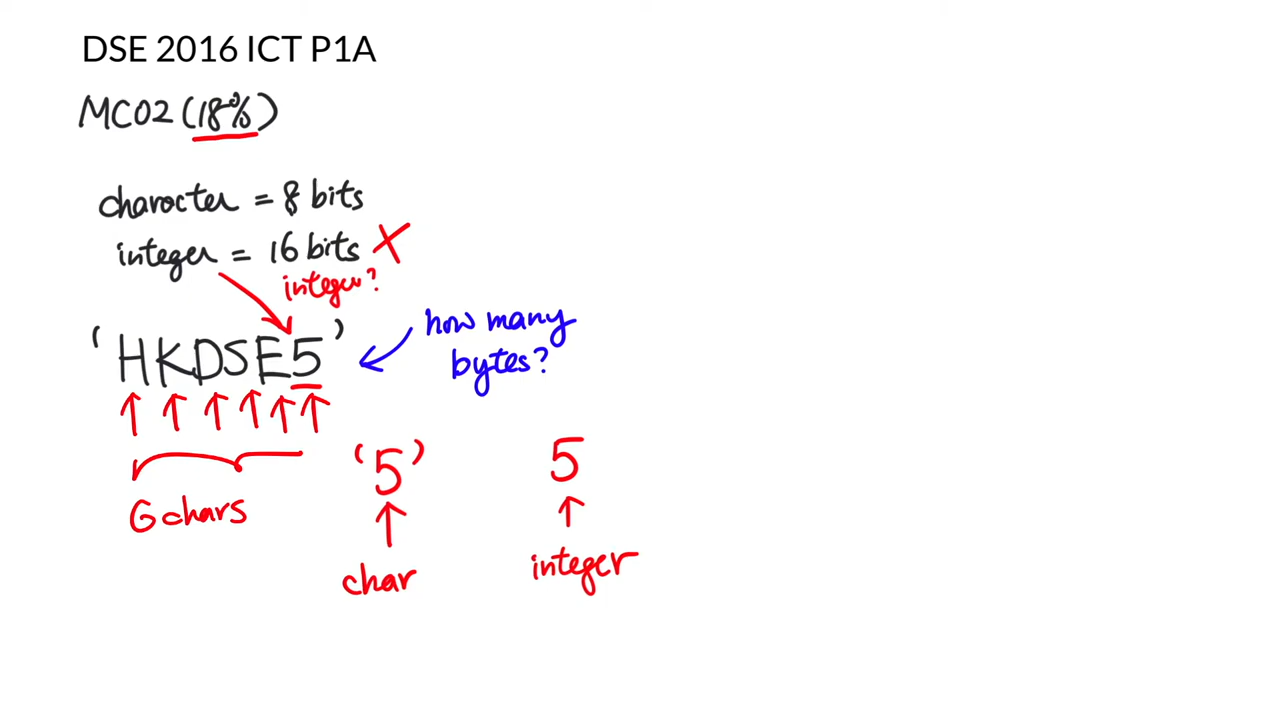 DSE 2016 ICT P1A
MC02 (18%)
character = 8 bits
integer = 16 bits
integer?
'HKDSE5'
how many
bytes?
6 chars
'5'
5
char
integer